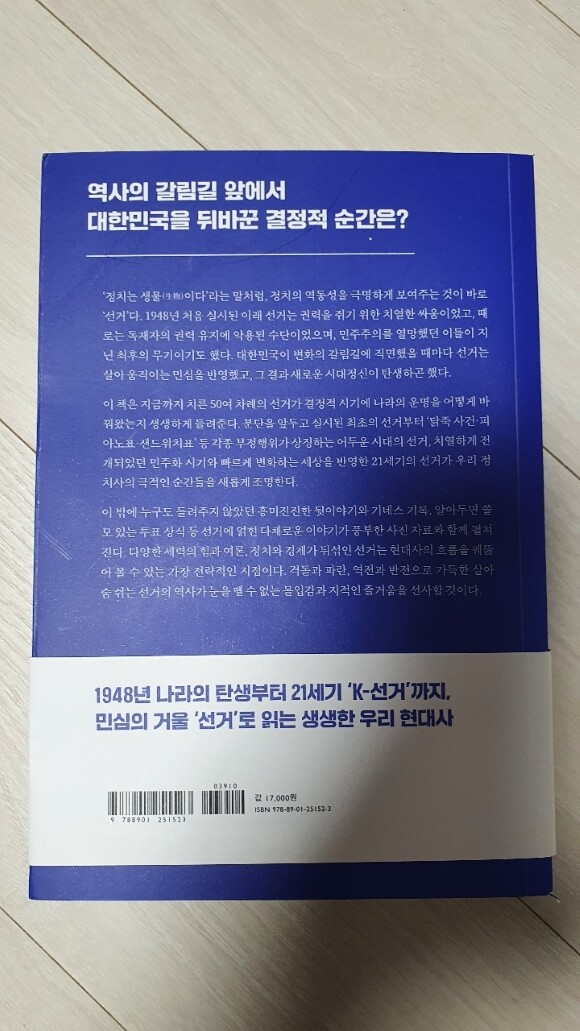 역사의 갈림길 앞에서
대한민국을 뒤바꾼 결정적 순간은?
‘정치는 생물(生物)이다’라는 말처럼, 정치의 역동성을 극명하게 보여주는 것이 바로
‘선거’다. 1948년 처음 실시된 이래 선거는 권력을 쥐기 위한 치열한 싸움이었고, 때
로는 독재자의 권력 유지에 악용된 수단이었으며, 민주주의를 열망했던 이들이 지
닌 최후의 무기이기도 했다. 대한민국이 변화의 갈림길에 직면했을 때마다 선거는
살아 움직이는 민심을 반영했고, 그 결과 새로운 시대정신이 탄생하곤 했다.
이 책은 지금까지 치른 50여 차례의 선거가 결정적 시기에 나라의 운명을 어떻게 바
꿔왔는지 생생하게 들려준다. 분단을 앞두고 실시된 최초의 선거부터 ‘닭죽 사건·피
아노표·샌드위치표’ 등 각종 부정행위가 상징하는 어두운 시대의 선거, 치열하게 전
개되었던 민주화 시기와 빠르게 변화하는 세상을 반영한 21세기의 선거가 우리 정
치사의 극적인 순간들을 새롭게 조명한다.
이 밖에 누구도 들려주지 않았던 흥미진진한 뒷이야기와 기네스 기록, 알아두면 쓸
모 있는 투표 상식 등 선거에 얽힌 다채로운 이야기가 풍부한 사진 자료와 함께 펼쳐
진다. 다양한 세력의 힘과 여론, 정치와 경제가 뒤섞인 선거는 현대사의 흐름을 꿰뚫
어 볼 수 있는 가장 전략적인 시점이다. 격동과 파란, 역전과 반전으로 가득한 살아
숨 쉬는 선거의 역사가 눈을 뗄 수 없는 몰입감과 지적인 즐거움을 선사할 것이다.
1948년 나라의 탄생부터 21세기 ‘K-선거’까지,
민심의 거울 ‘선거’로 읽는 생생한 우리 현대사
03910
값 17,000원
ISBN 978-89-01-25152-3
9 788901 251523